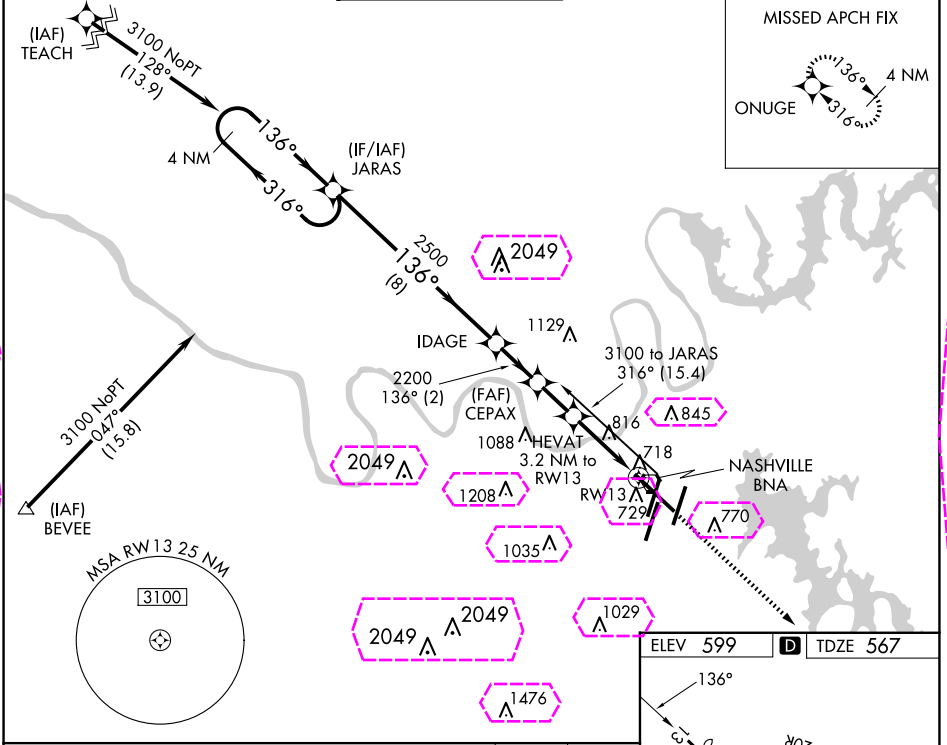 (IAF)
TEACH
3100 NoPT
128°
(13.9)
4 NM
136°
316°
(IF/IAF)
JARAS
MISSED APCH FIX
136°
4 NM
ONUGE
316°
2500
136°
(8)
2049
1129
IDAGE
3100 to JARAS
316° (15.4)
2200
136° (2)
(FAF)
CEPAX
816
845
1088
HEVAT
3.2 NM to
RW13
718
NASHVILLE
BNA
3100 NoPT
047°
(15.8)
2049
1208
RW13
729
770
(IAF)
BEVEE
1035
MSA RW13 25 NM
3100
2049
2049
1029
1476
ELEV 599
D
TDZE 567
136°
13